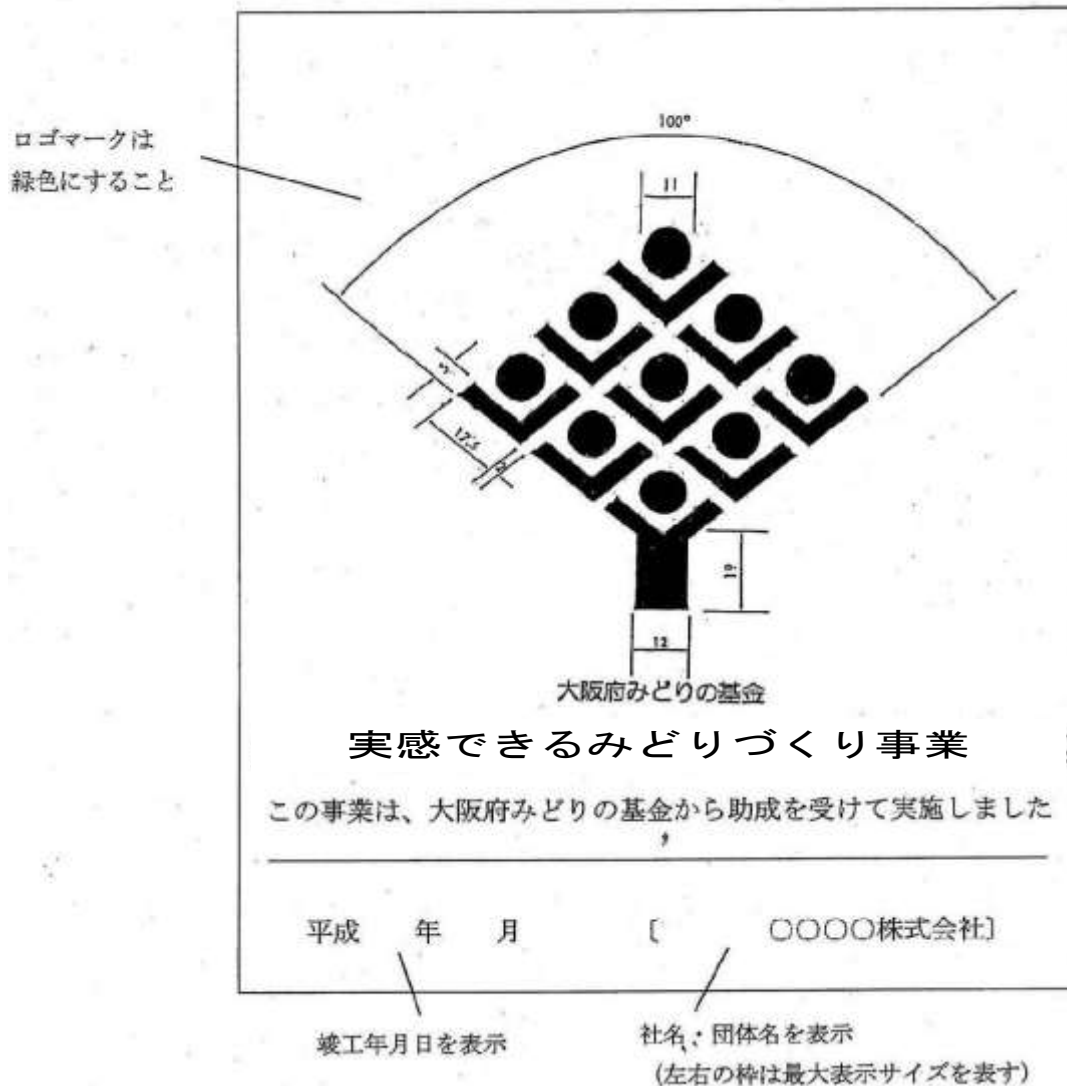 100°
ロゴマークは
緑色にすること
11
17.5
2
19
12
大阪府みどりの基金
実感できるみどりづくり事業
この事業は、大阪府みどりの基金から助成を受けて実施しました
平成　年　月　〔　〇〇〇〇株式会社〕
竣工年月日を表示
社名・団体名を表示
(左右の枠は最大表示サイズを表す)